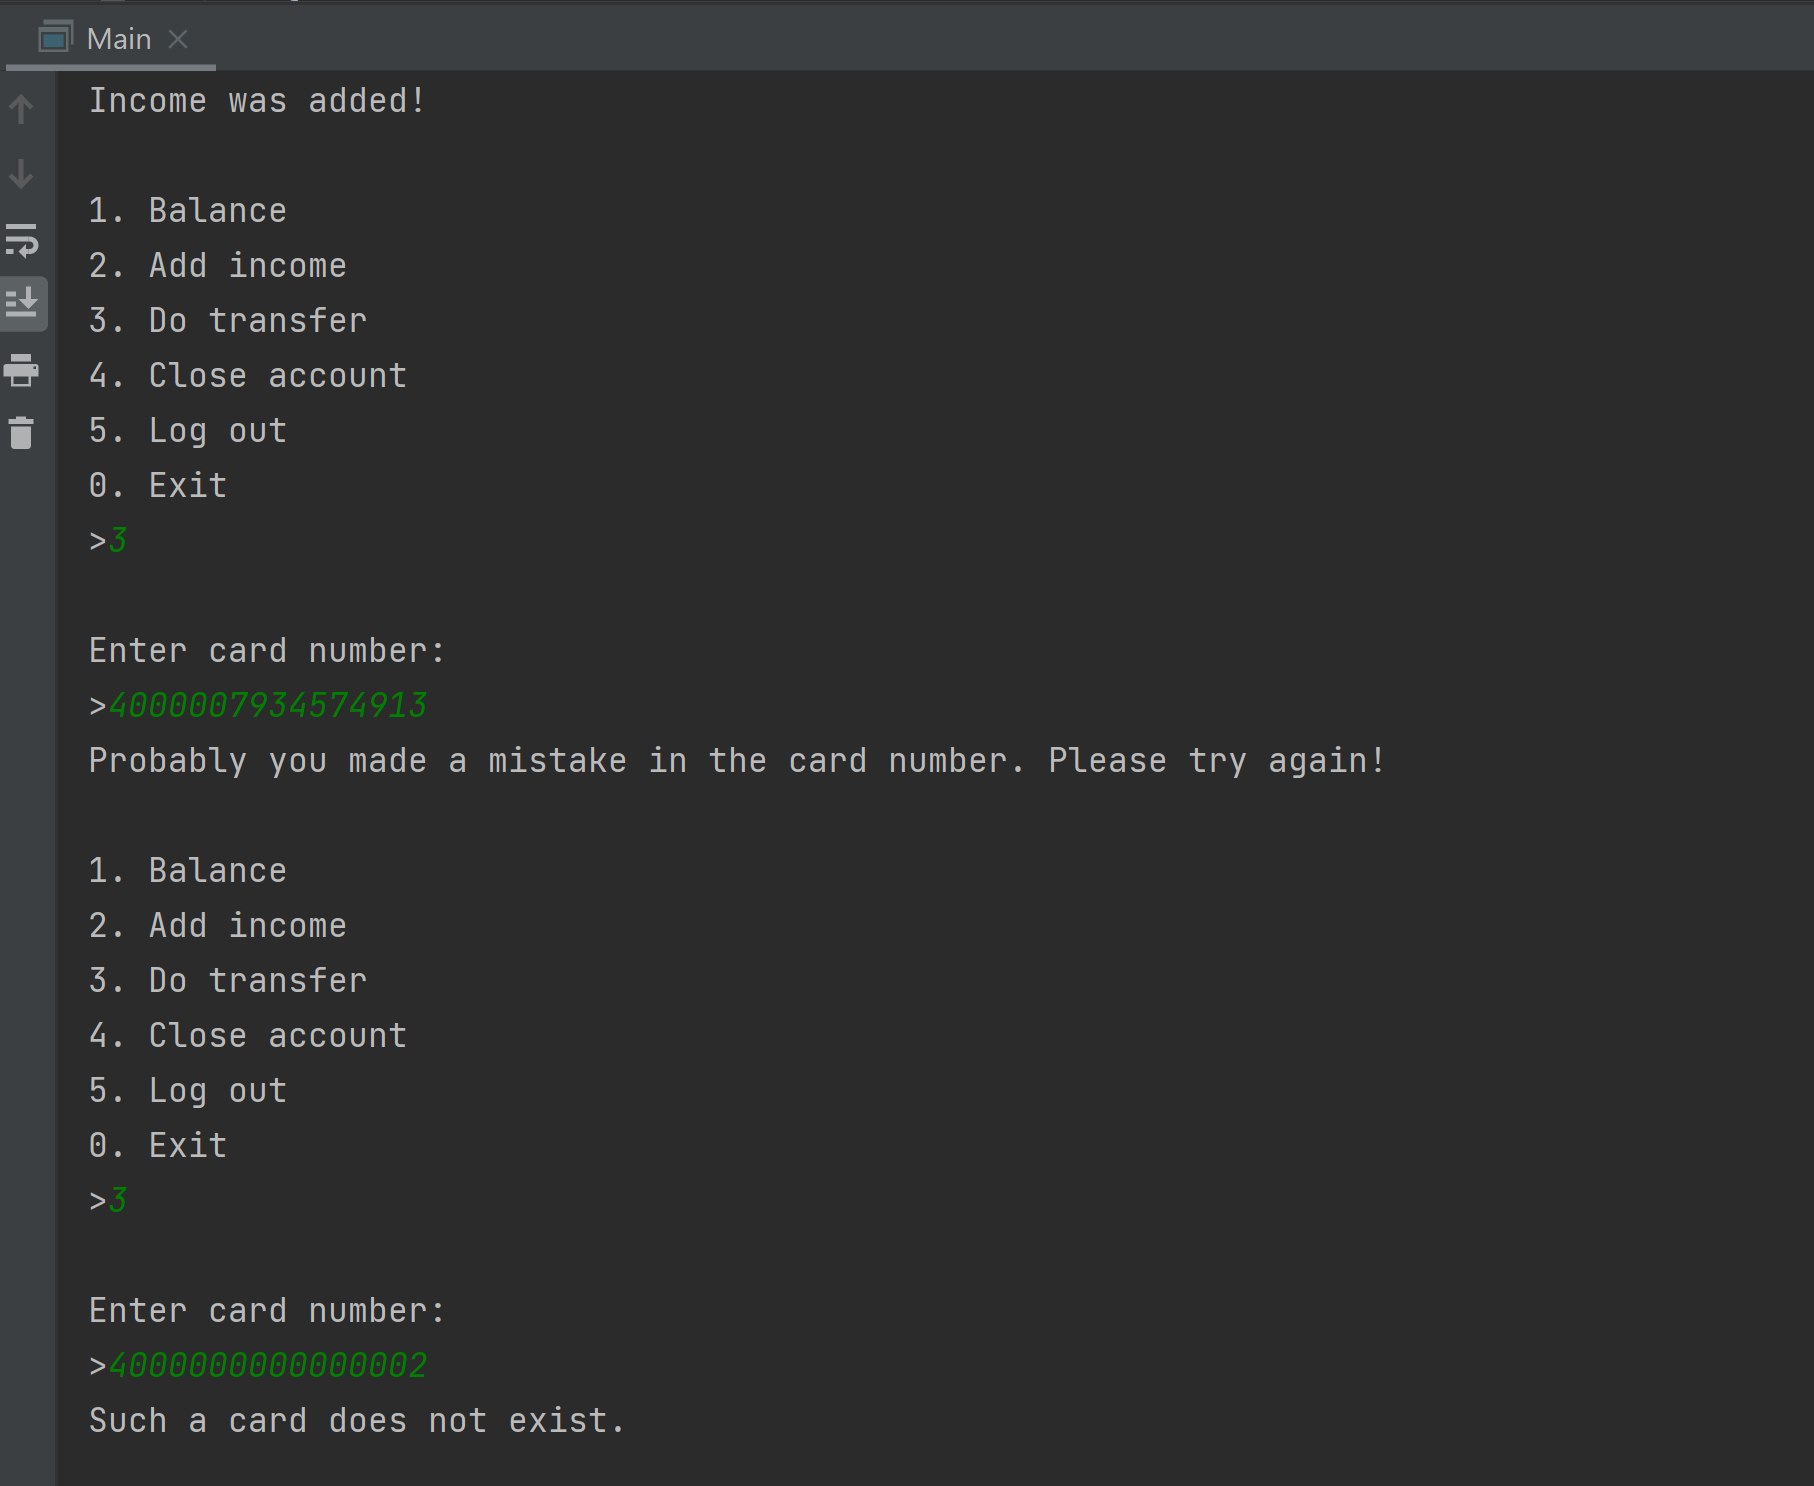 Main
Income was added!
1. Balance
2. Add income
3. Do transfer
4. Close account
5. Log out
0. Exit
>3
Enter card number:
>4000007934574913
Probably you made a mistake in the card number. Please try again!
1. Balance
2. Add income
3. Do transfer
4. Close account
5. Log out
0. Exit
>3
Enter card number:
>4000000000000002
Such a card does not exist.